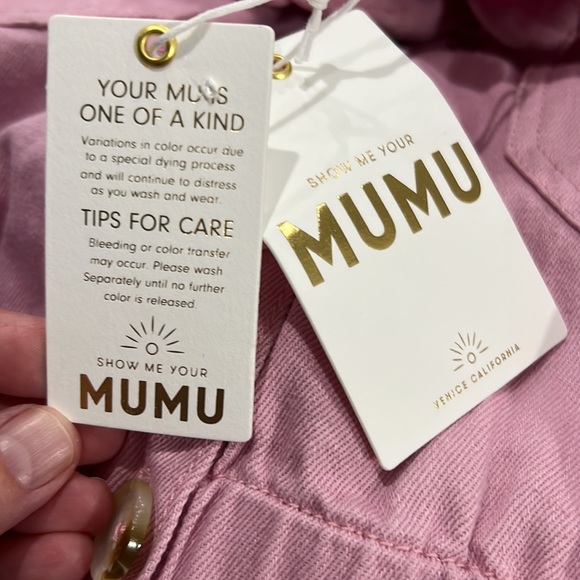 YOUR MU
ONE OF A KIND
Variations in color occur due
to a special dying process
and will continue to distress
as you wash and wear.
TIPS FOR CARE
Bleeding or color transfer
may occur. Please wash
Separately until no further
color is released.
SHOW ME YOUR
MUMU
SHOW ME YOUR
MUMU
VENICE CALIFORNIA